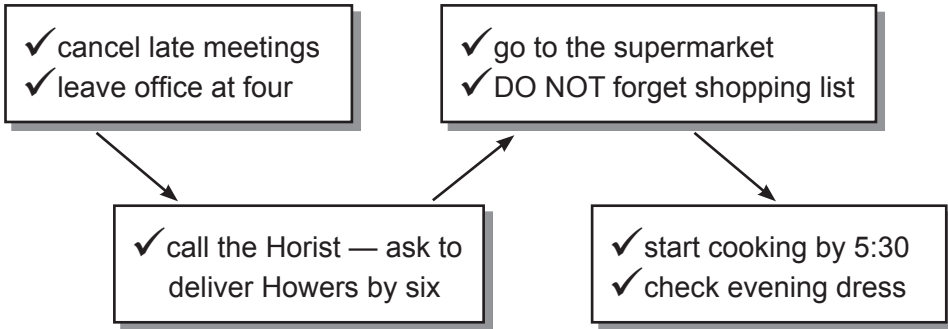 ✓ cancel late meetings
✓ leave office at four
✓ call the Horist — ask to
deliver Howers by six
✓ go to the supermarket
✓ DO NOT forget shopping list
✓ start cooking by 5:30
✓ check evening dress